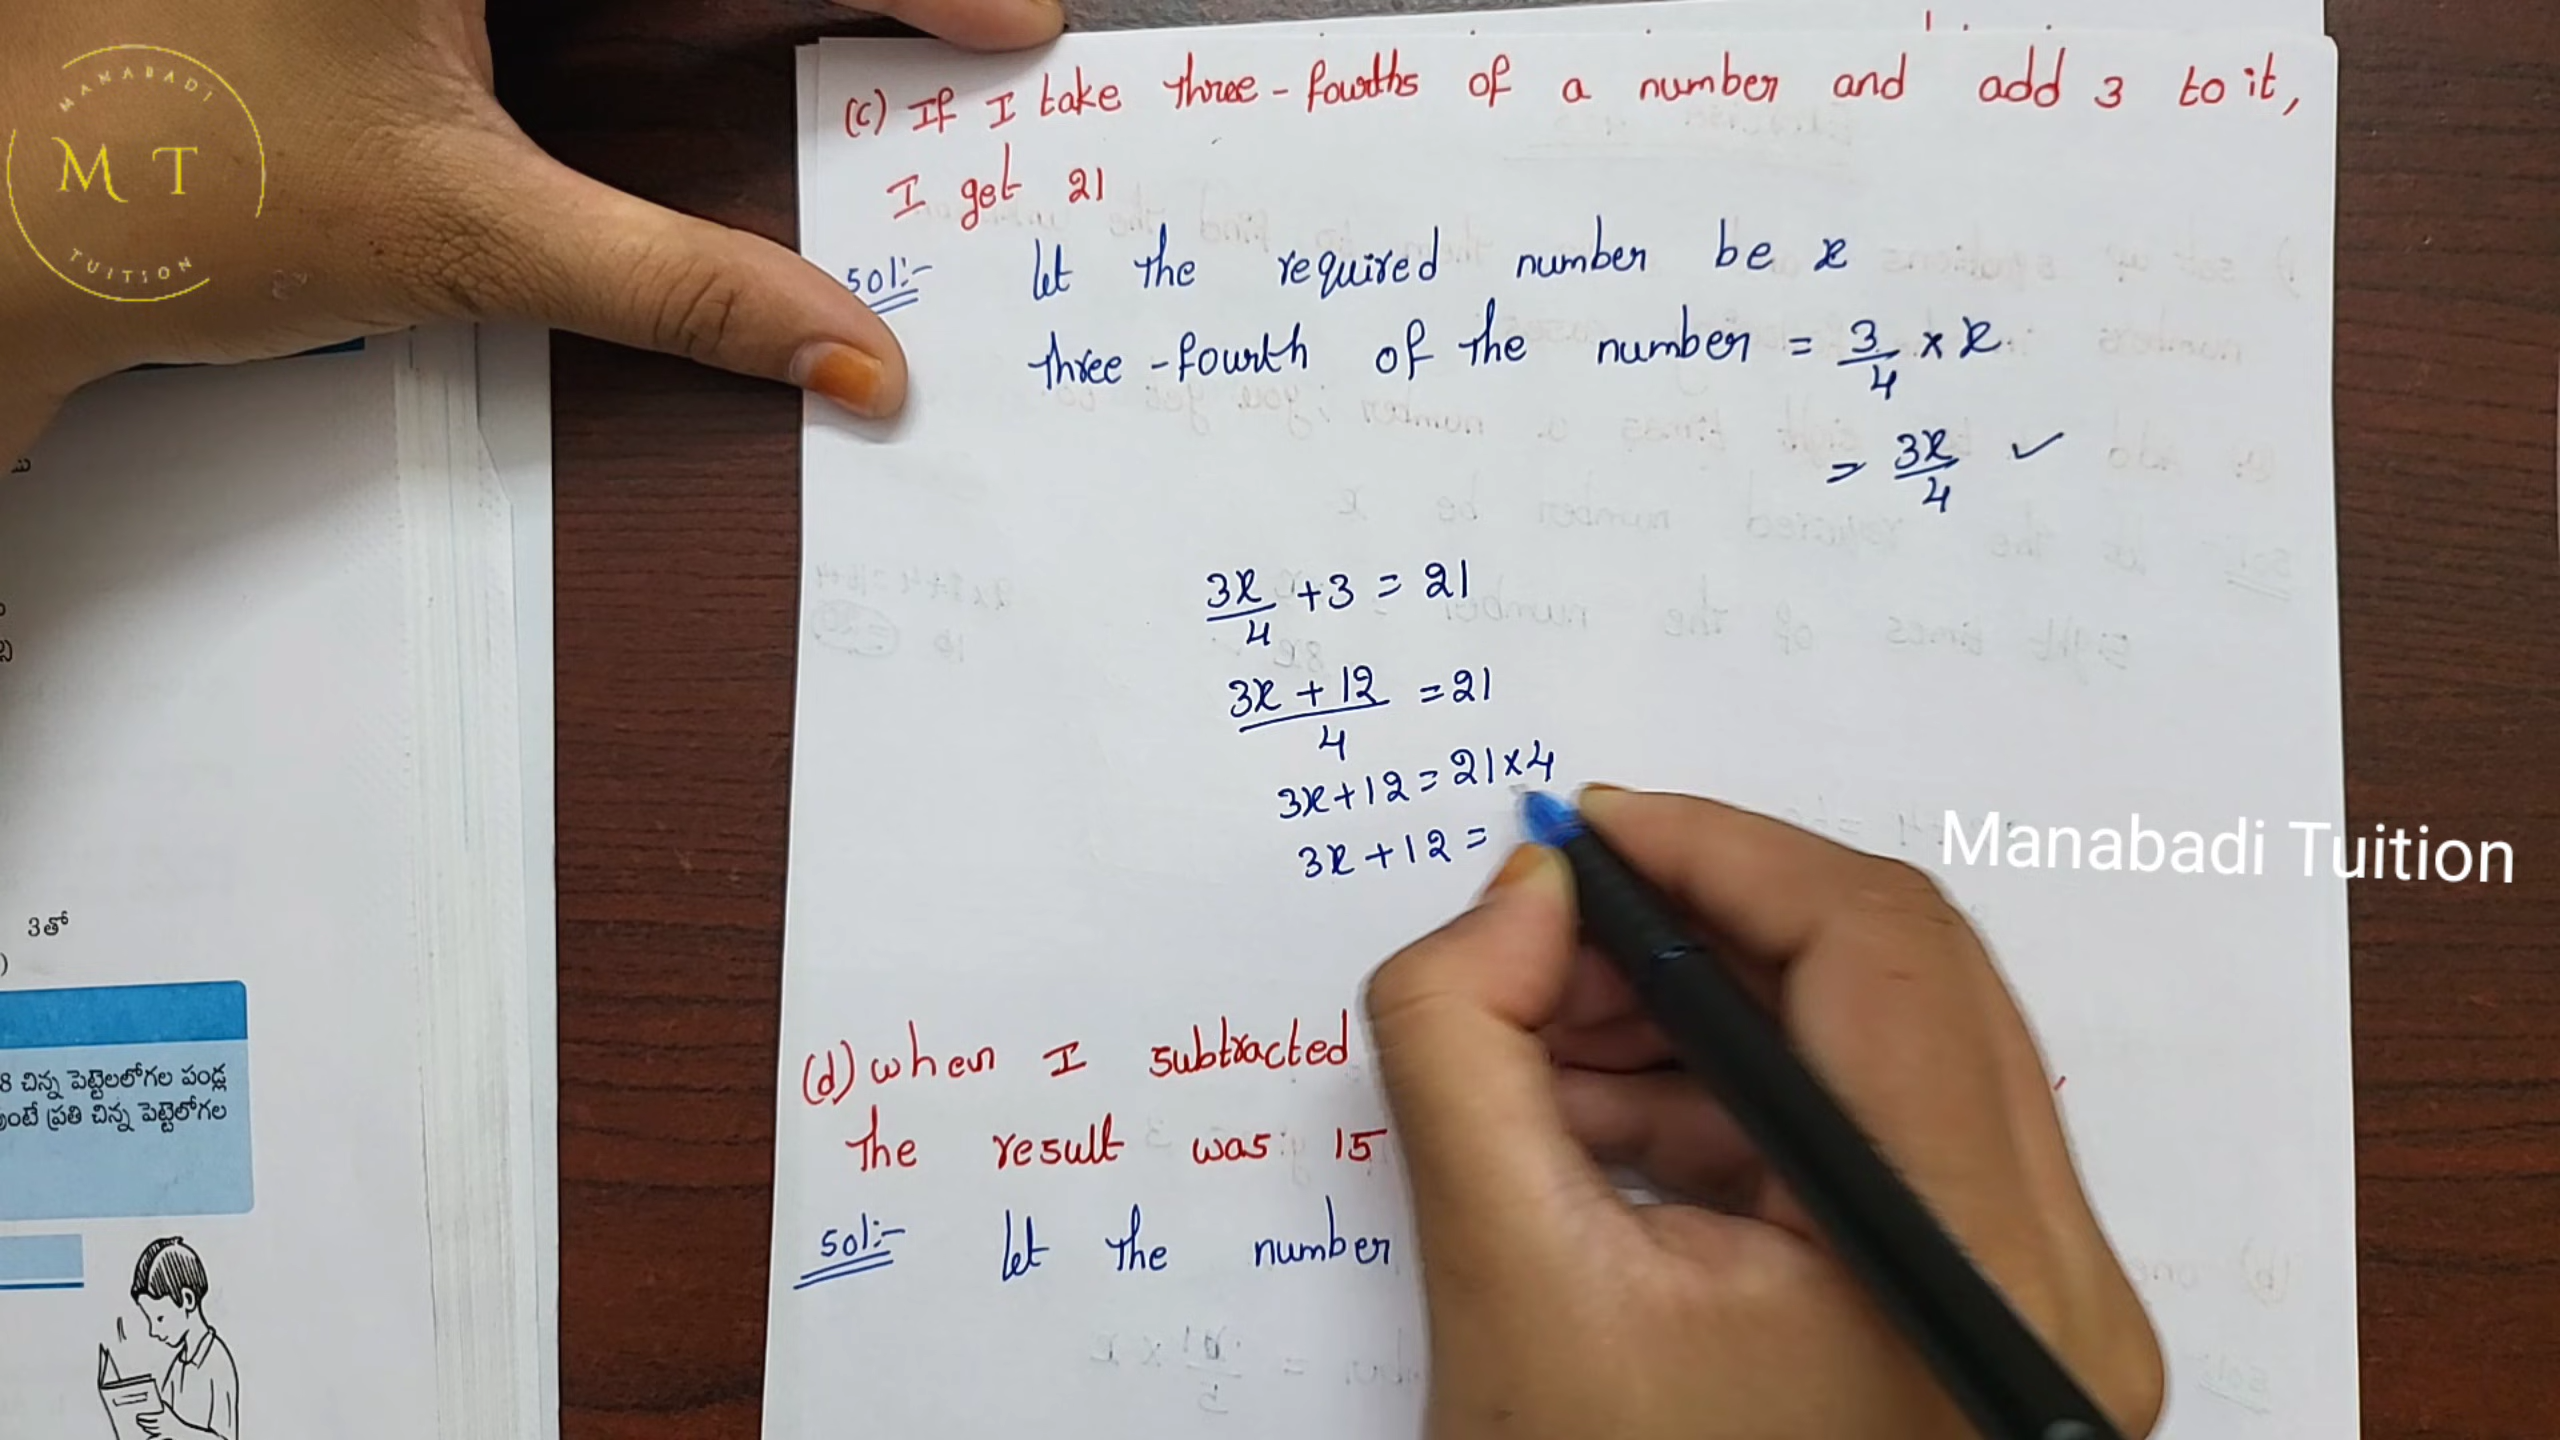 MANABADI
M T
TUITION
(c) If I take three-fourths of a number and add 3 to it,
I get 21
sol:- let the required number be x
three-fourth of the number = 3/4 × x
= 3x/4 ✓
3x/4 + 3 = 21
3x + 12/4 = 21
3x + 12 = 21 × 4
3x + 12 =
Manabadi Tuition
(d) when I subtracted
the result was 15
sol:- let the number
3తో
8 చిన్న పెట్టెలలోగల పండ్ల
ప్రతి చిన్న పెట్టెలోగల